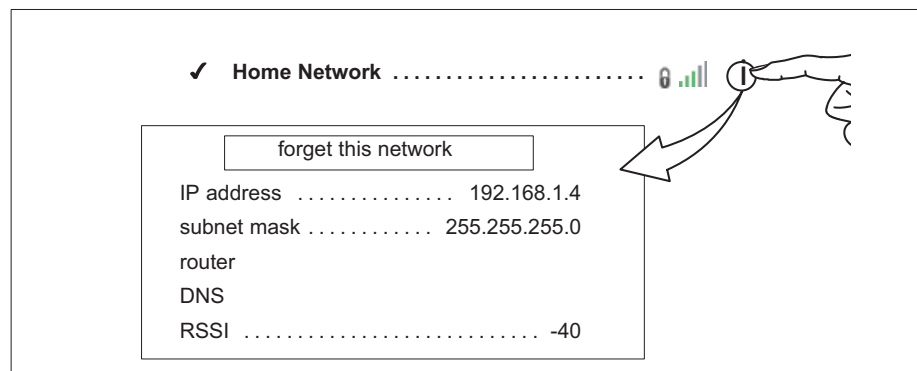 ✓ Home Network ........................
forget this network
IP address ............... 192.168.1.4
subnet mask ............ 255.255.255.0
router
DNS
RSSI ............................ -40